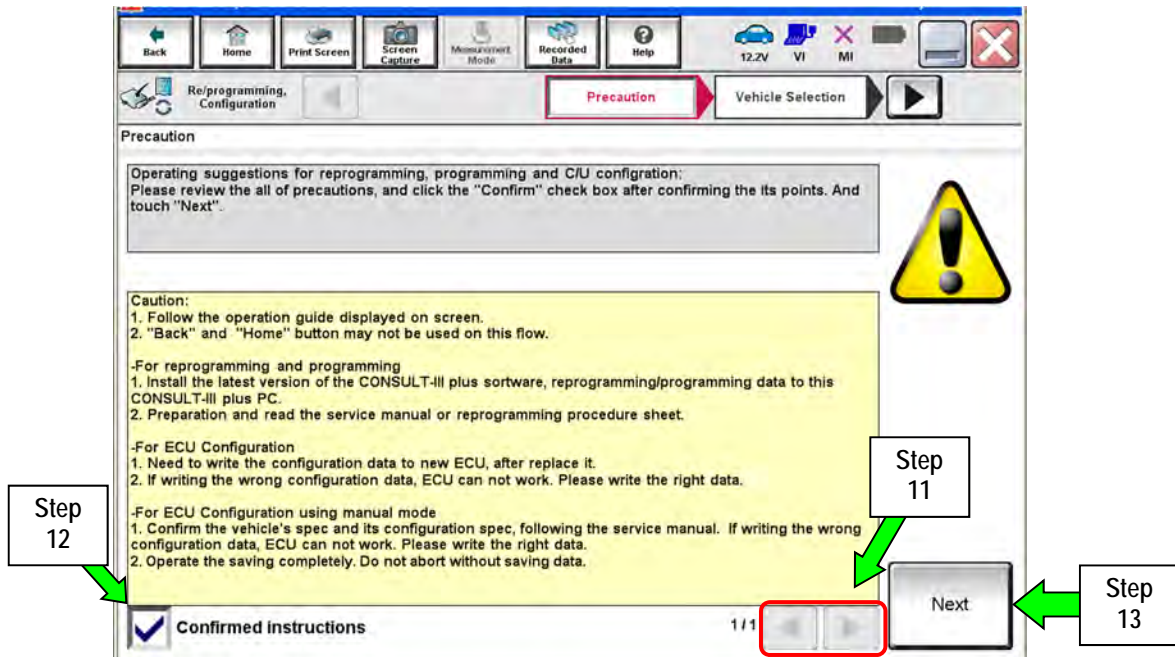 Back
Home
Print Screen
Screen
Capture
Measurement
Mode
Recorded
Data
Help
12.2V
VI
MI
Re/programming,
Configuration
Precaution
Vehicle Selection
Precaution
Operating suggestions for reprogramming, programming and C/U configration:
Please review the all of precautions, and click the "Confirm" check box after confirming the its points. And
touch "Next".
Caution:
1. Follow the operation guide displayed on screen.
2. "Back" and "Home" button may not be used on this flow.
-For reprogramming and programming
1. Install the latest version of the CONSULT-III plus sortware, reprogramming/programming data to this
CONSULT-III plus PC.
2. Preparation and read the service manual or reprogramming procedure sheet.
-For ECU Configuration
1. Need to write the configuration data to new ECU, after replace it.
2. If writing the wrong configuration data, ECU can not work. Please write the right data.
-For ECU Configuration using manual mode
1. Confirm the vehicle's spec and its configuration spec, following the service manual. If writing the wrong
configuration data, ECU can not work. Please write the right data.
2. Operate the saving completely. Do not abort without saving data.
Step
11
Step
12
Confirmed instructions
1/1
Next
Step
13